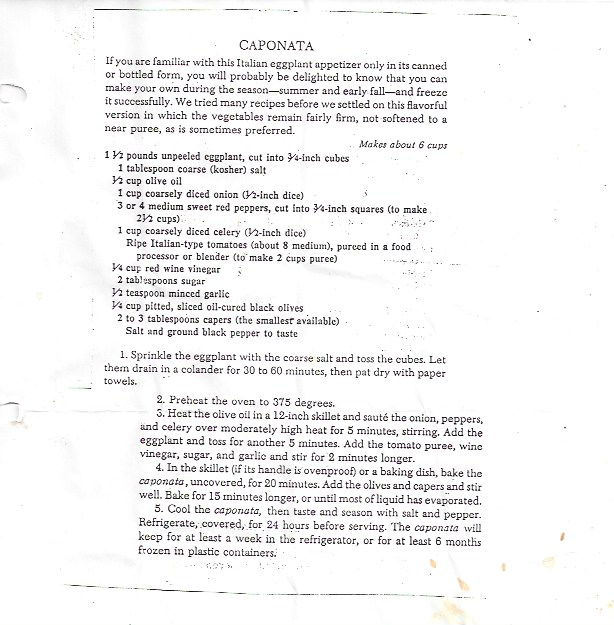 CAPONATA
If you are familiar with this Italian eggplant appetizer only in its canned
or bottled form, you will probably be delighted to know that you can
make your own during the season—summer and early fall—and freeze
it successfully. We tried many recipes before we settled on this flavorful
version in which the vegetables remain fairly firm, not softened to a
near puree, as is sometimes preferred.
Makes about 6 cups
1 1/2 pounds unpeeled eggplant, cut into 3/4-inch cubes
1 tablespoon coarse (kosher) salt
1/2 cup olive oil
1 cup coarsely diced onion (1/2-inch dice)
3 or 4 medium sweet red peppers, cut into 3/4-inch squares (to make
2 1/2 cups)
1 cup coarsely diced celery (1/2-inch dice)
Ripe Italian-type tomatoes (about 8 medium), pureed in a food
processor or blender (to make 2 cups puree)
1/4 cup red wine vinegar
2 tablespoons sugar
1/2 teaspoon minced garlic
1/4 cup pitted, sliced oil-cured black olives
2 to 3 tablespoons capers (the smallest available)
Salt and ground black pepper to taste
1. Sprinkle the eggplant with the coarse salt and toss the cubes. Let
them drain in a colander for 30 to 60 minutes, then pat dry with paper
towels.
2. Preheat the oven to 375 degrees.
3. Heat the olive oil in a 12-inch skillet and sauté the onion, peppers,
and celery over moderately high heat for 5 minutes, stirring. Add the
eggplant and toss for another 5 minutes. Add the tomato puree, wine
vinegar, sugar, and garlic and stir for 2 minutes longer.
4. In the skillet (if its handle is ovenproof) or a baking dish, bake the
caponata, uncovered, for 20 minutes. Add the olives and capers and stir
well. Bake for 15 minutes longer, or until most of liquid has evaporated.
5. Cool the caponata, then taste and season with salt and pepper.
Refrigerate, covered, for 24 hours before serving. The caponata will
keep for at least a week in the refrigerator, or for at least 6 months
frozen in plastic containers.